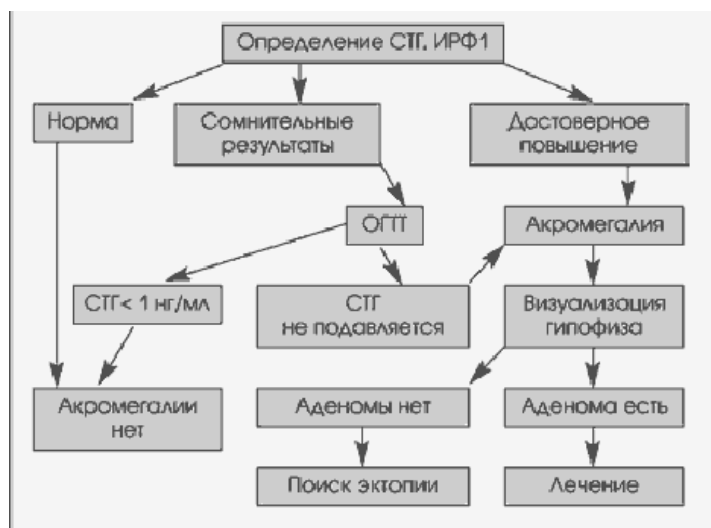 Определение СТГ, ИРФ1
Норма
Сомнительные
результаты
Достоверное
повышение
ОГТТ
Акромегалия
СТГ< 1 нг/мл
СТГ
не подавляется
Визуализация
гипофиза
Акромегалии
нет
Аденомы нет
Аденома есть
Поиск эктопии
Лечение